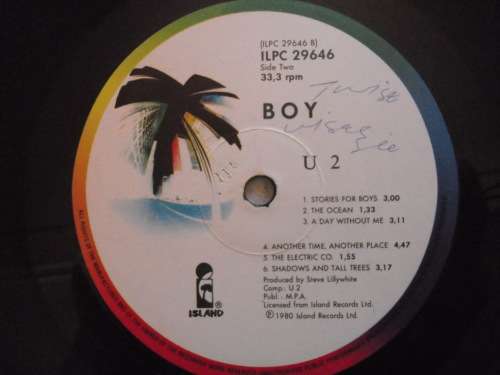 (ILPC 29646 B)
ILPC 29646
Side Two
33,3 rpm
BOY
U 2
1. STORIES FOR BOYS 3,00
2. THE OCEAN 1,33
3. A DAY WITHOUT ME 3,11
4. ANOTHER TIME, ANOTHER PLACE 4,47
5. THE ELECTRIC CO. 1,55
6. SHADOWS AND TALL TREES 3,17
Produced by Steve Lillywhite
Comp.: U 2
Publ.: M.P.A.
Licensed from Island Records Ltd.
℗ 1980 Island Records Ltd.
ISLAND